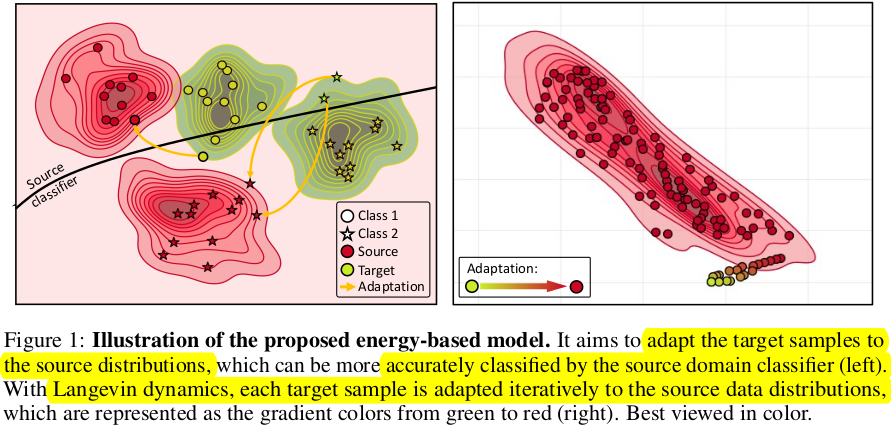 Source
classifier
Class 1
Class 2
Source
Target
Adaptation
Adaptation:
Figure 1: Illustration of the proposed energy-based model. It aims to adapt the target samples to
the source distributions, which can be more accurately classified by the source domain classifier (left).
With Langevin dynamics, each target sample is adapted iteratively to the source data distributions,
which are represented as the gradient colors from green to red (right). Best viewed in color.